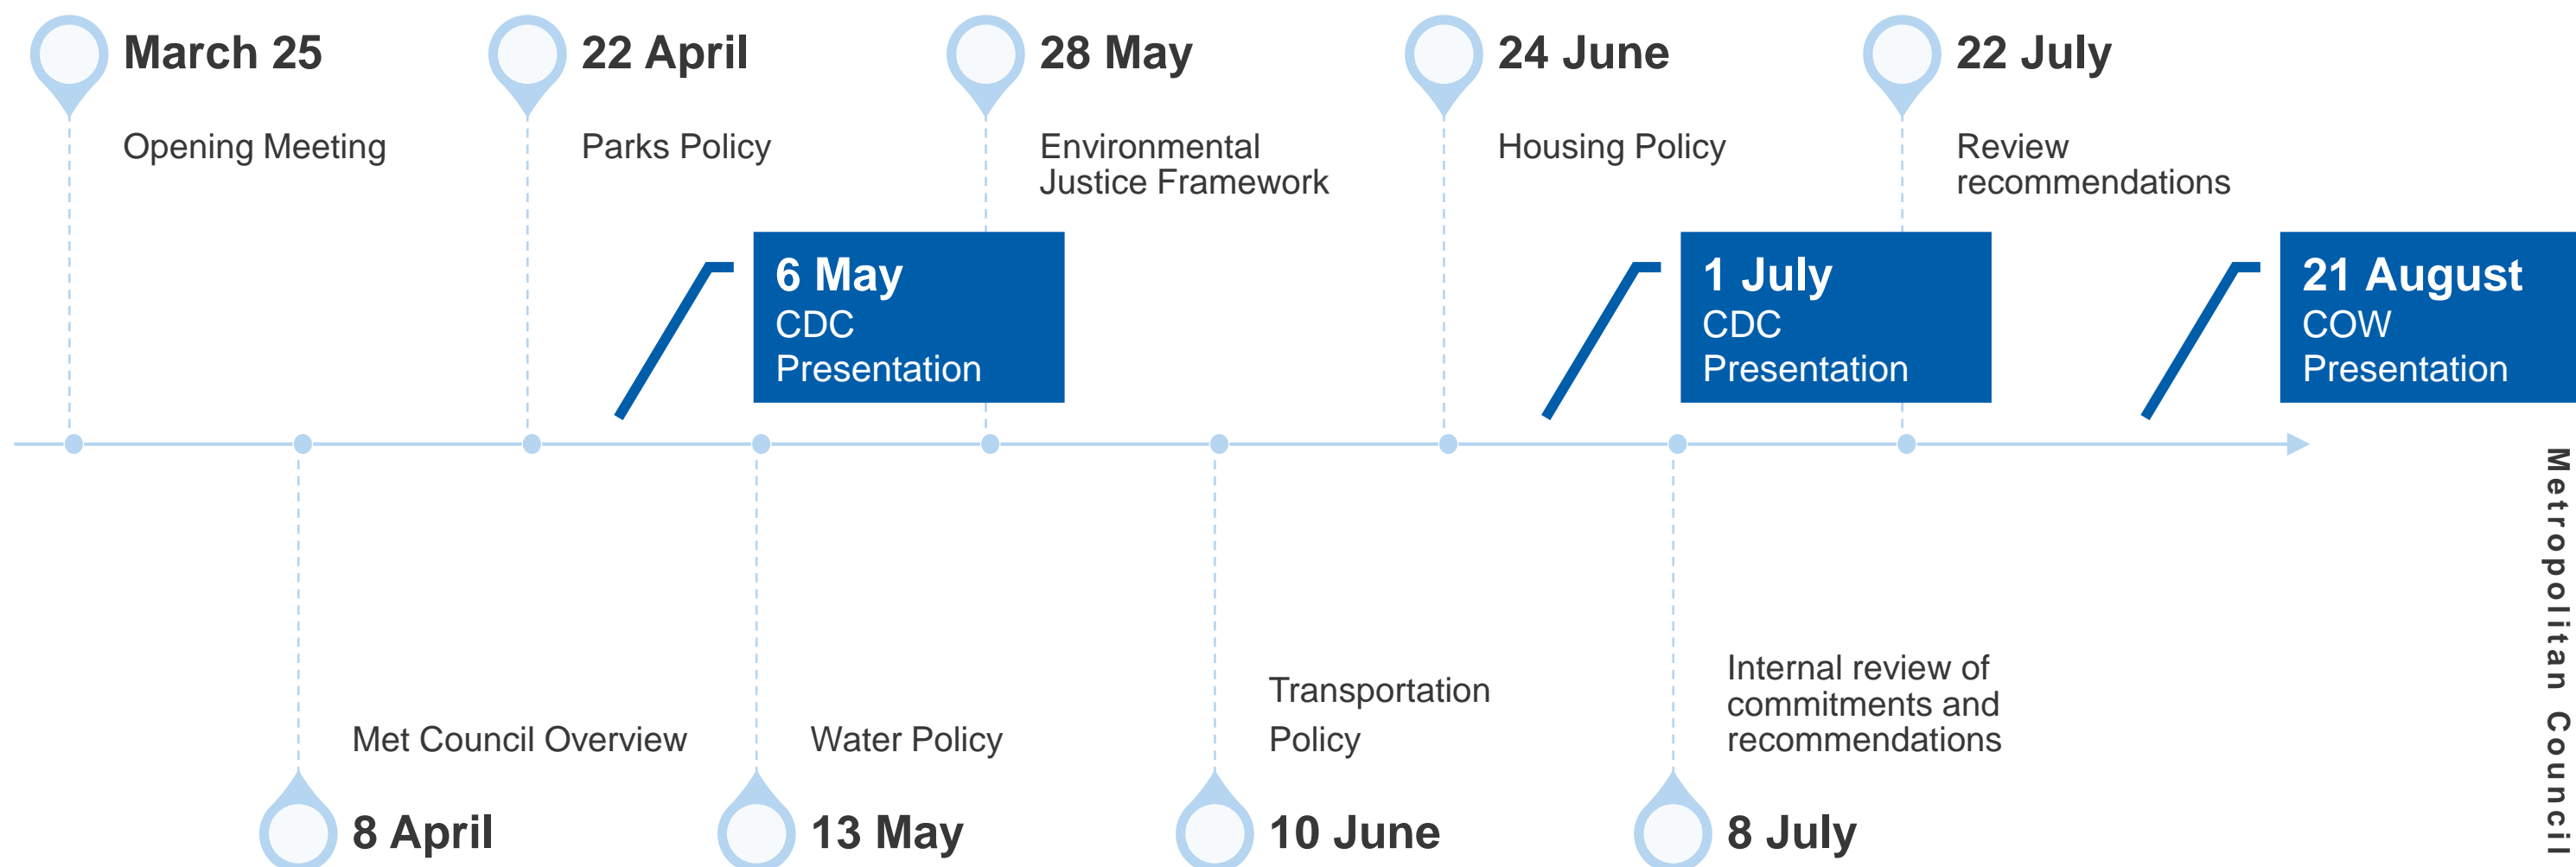 March 25
Opening Meeting
22 April
Parks Policy
28 May
Environmental
Justice Framework
24 June
Housing Policy
22 July
Review
recommendations
6 May
CDC
Presentation
1 July
CDC
Presentation
21 August
COW
Presentation
Met Council Overview
8 April
Water Policy
13 May
Transportation
Policy
10 June
Internal review of
commitments and
recommendations
8 July
Metropolitan Council